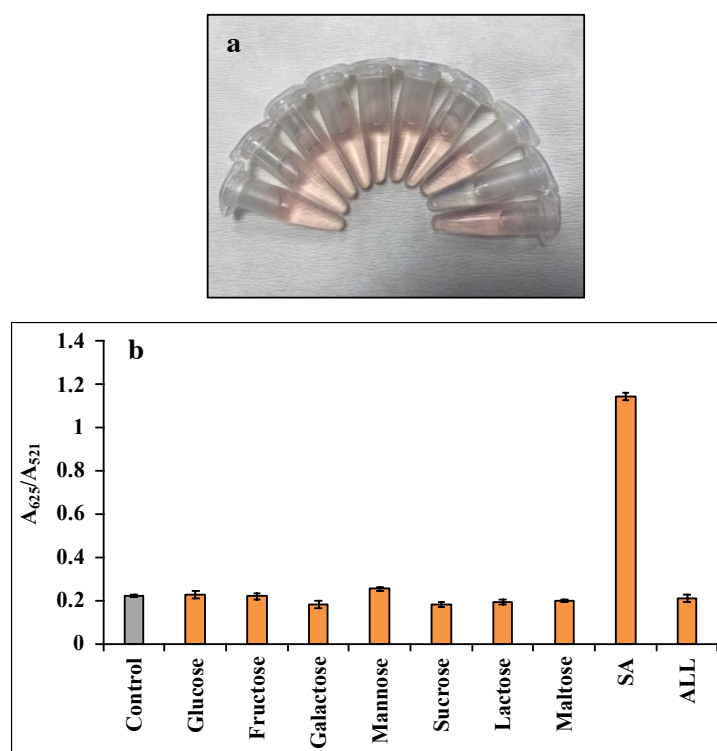 a
b
1.4
1.2
1
0.8
0.6
0.4
0.2
0
A625/A521
Control
Glucose
Fructose
Galactose
Mannose
Sucrose
Lactose
Maltose
SA
ALL